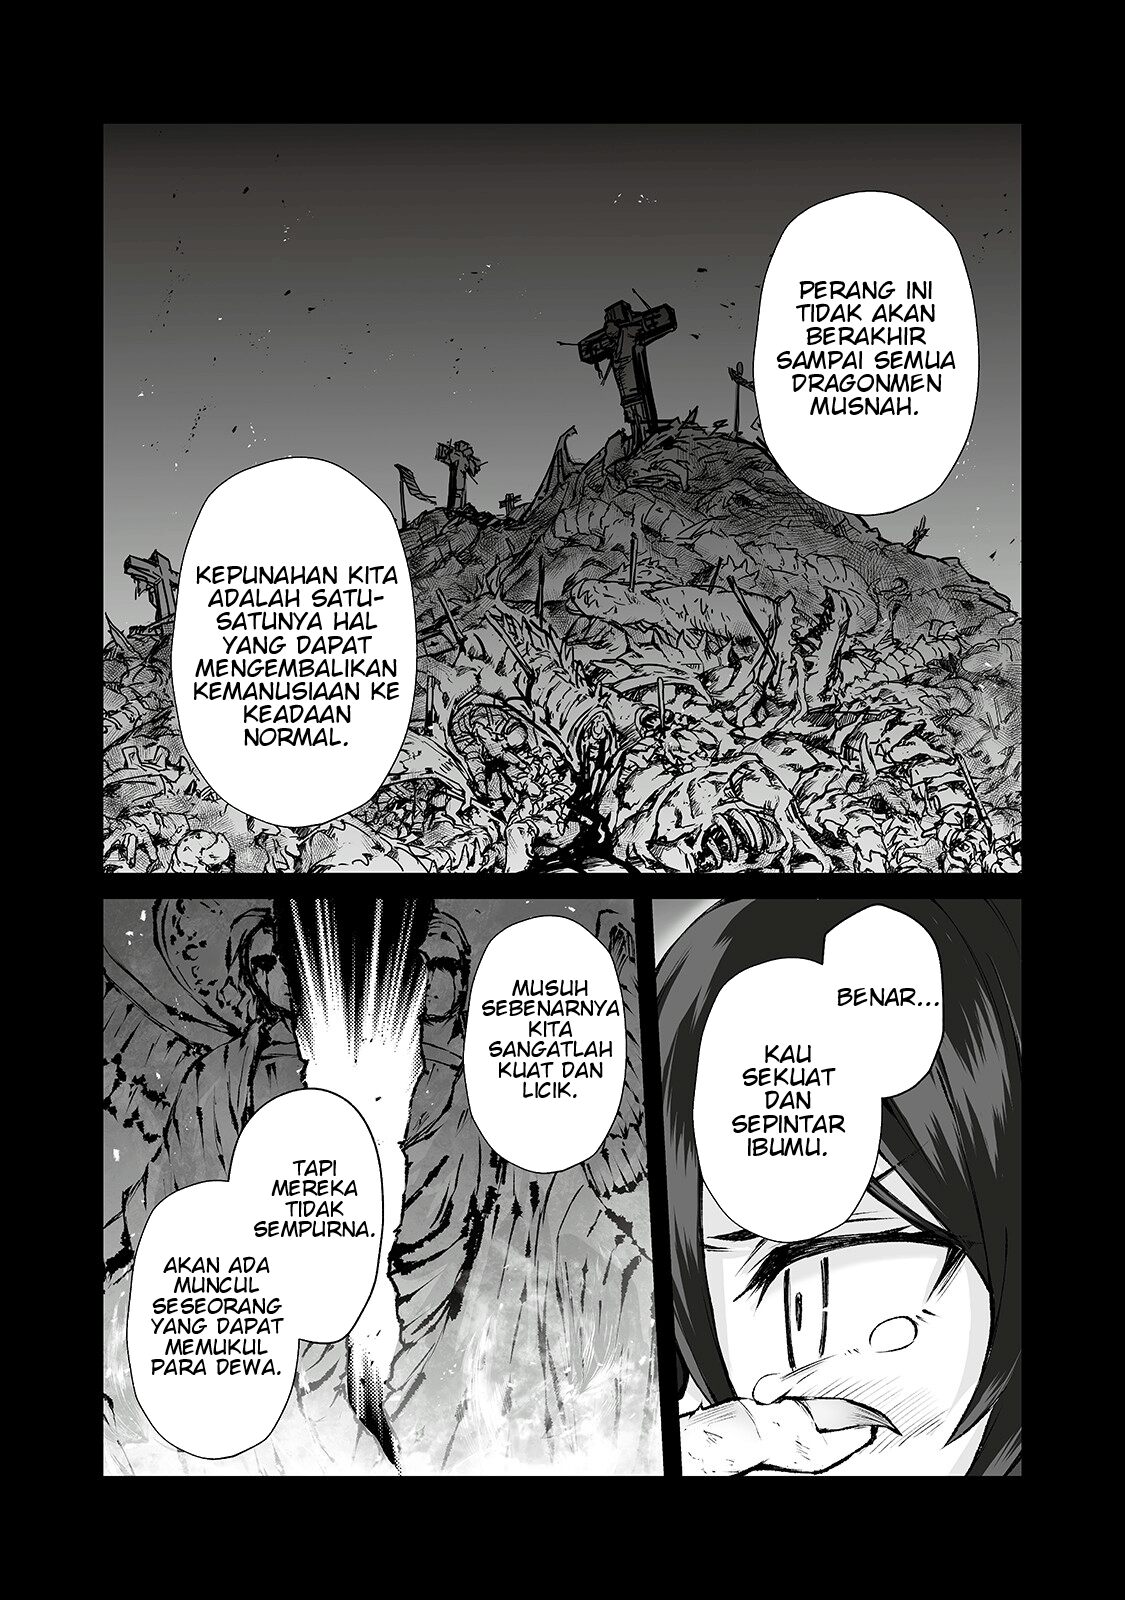 PERANG INI
TIDAK AKAN
BERAKHIR
SAMPAI SEMUA
DRAGONMEN
MUSNAH.
KEPUNAHAN KITA
ADALAH SATU-
SATUNYA HAL
YANG DAPAT
MENGEMBALIKAN
KEMANUSIAAN KE
KEADAAN
NORMAL.
BENAR...
KAU
SEKUAT
DAN
SEPINTAR
IBUMU.
MUSUH
SEBENARNYA
KITA
SANGATLAH
KUAT DAN
LICIK.
TAPI
MEREKA
TIDAK
SEMPURNA.
AKAN ADA
MUNCUL
SESEORANG
YANG DAPAT
MEMUKUL
PARA DEWA.